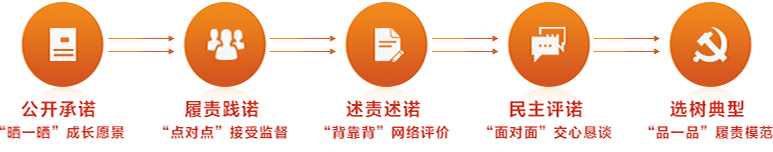 公开承诺 履责践诺 述责述诺 民主评诺 选树典型
“晒一晒”成长愿景 “点对点”接受监督 “背靠背”网络评价 “面对面”交心恳谈 “品一品”履责模范